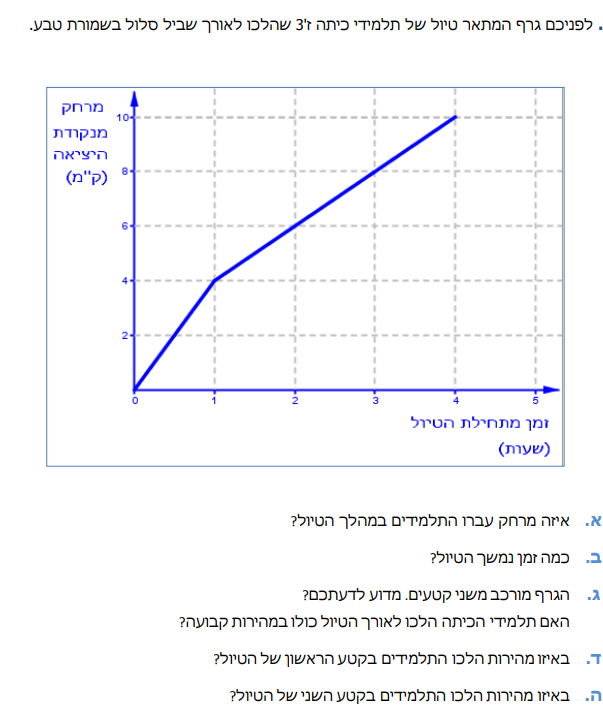 . לפניכם גרף המתאר טיול של תלמידי כיתה ז'3 שהלכו לאורך שביל סלול בשמורת טבע.
מרחק
מנקודת
היציאה
(ק"מ)
10
8
6
4
2
0 1 2 3 4 5
זמן מתחילת הטיול
(שעות)
א. איזה מרחק עברו התלמידים במהלך הטיול?
ב. כמה זמן נמשך הטיול?
ג. הגרף מורכב משני קטעים. מדוע לדעתכם?
האם תלמידי הכיתה הלכו לאורך הטיול כולו במהירות קבועה?
ד. באיזו מהירות הלכו התלמידים בקטע הראשון של הטיול?
ה. באיזו מהירות הלכו התלמידים בקטע השני של הטיול?